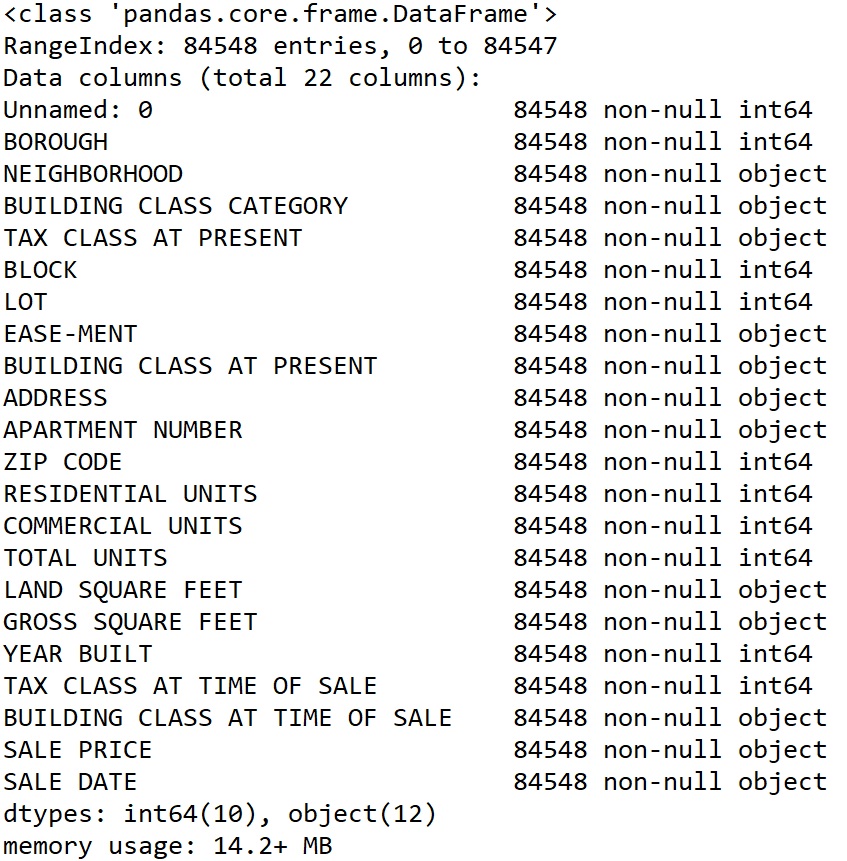 <class 'pandas.core.frame.DataFrame'>
RangeIndex: 84548 entries, 0 to 84547
Data columns (total 22 columns):
Unnamed: 0                        84548 non-null int64
BOROUGH                           84548 non-null int64
NEIGHBORHOOD                      84548 non-null object
BUILDING CLASS CATEGORY           84548 non-null object
TAX CLASS AT PRESENT              84548 non-null object
BLOCK                             84548 non-null int64
LOT                               84548 non-null int64
EASE-MENT                         84548 non-null object
BUILDING CLASS AT PRESENT         84548 non-null object
ADDRESS                           84548 non-null object
APARTMENT NUMBER                  84548 non-null object
ZIP CODE                          84548 non-null int64
RESIDENTIAL UNITS                 84548 non-null int64
COMMERCIAL UNITS                  84548 non-null int64
TOTAL UNITS                       84548 non-null int64
LAND SQUARE FEET                  84548 non-null object
GROSS SQUARE FEET                 84548 non-null object
YEAR BUILT                        84548 non-null int64
TAX CLASS AT TIME OF SALE         84548 non-null int64
BUILDING CLASS AT TIME OF SALE    84548 non-null object
SALE PRICE                        84548 non-null object
SALE DATE                         84548 non-null object
dtypes: int64(10), object(12)
memory usage: 14.2+ MB